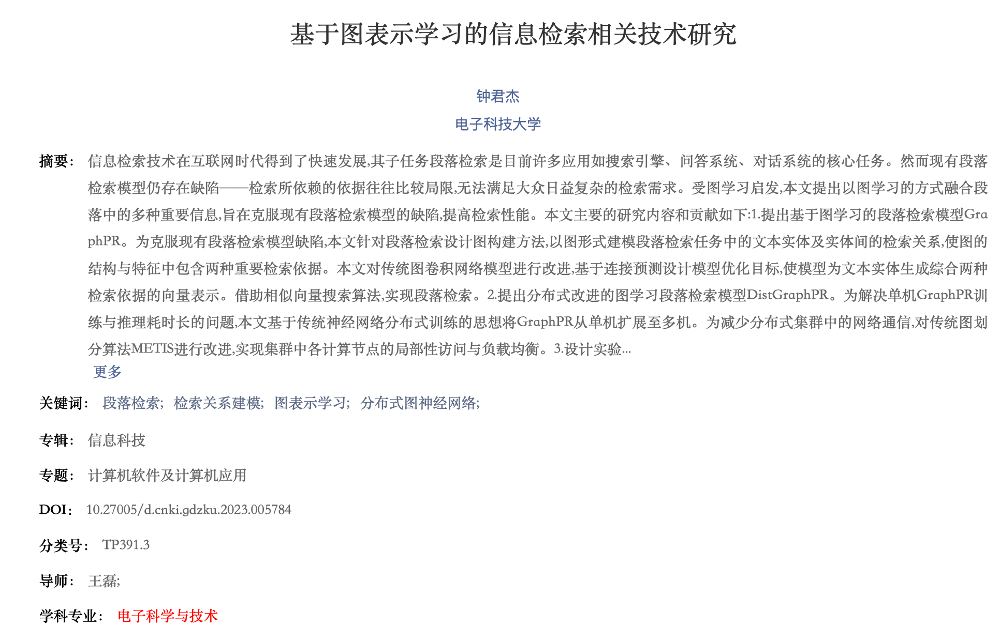 基于图表示学习的信息检索相关技术研究
钟君杰
电子科技大学
摘要： 信息检索技术在互联网时代得到了快速发展,其子任务段落检索是目前许多应用如搜索引擎、问答系统、对话系统的核心任务。然而现有段落
检索模型仍存在缺陷——检索所依赖的依据往往比较局限,无法满足大众日益复杂的检索需求。受图学习启发,本文提出以图学习的方式融合段
落中的多种重要信息,旨在克服现有段落检索模型的缺陷,提高检索性能。本文主要的研究内容和贡献如下:1.提出基于图学习的段落检索模型Gra
phPR。为克服现有段落检索模型缺陷,本文针对段落检索设计图构建方法,以图形式建模段落检索任务中的文本实体及实体间的检索关系,使图的
结构与特征中包含两种重要检索依据。本文对传统图卷积网络模型进行改进,基于连接预测设计模型优化目标,使模型为文本实体生成综合两种
检索依据的向量表示。借助相似向量搜索算法,实现段落检索。2.提出分布式改进的图学习段落检索模型DistGraphPR。为解决单机GraphPR训
练与推理耗时长的问题,本文基于传统神经网络分布式训练的思想将GraphPR从单机扩展至多机。为减少分布式集群中的网络通信,对传统图划
分算法METIS进行改进,实现集群中各计算节点的局部性访问与负载均衡。3.设计实验...
更多
关键词： 段落检索; 检索关系建模; 图表示学习; 分布式图神经网络;
专辑： 信息科技
专题： 计算机软件及计算机应用
DOI： 10.27005/d.cnki.gdzku.2023.005784
分类号： TP391.3
导师： 王磊;
学科专业： 电子科学与技术